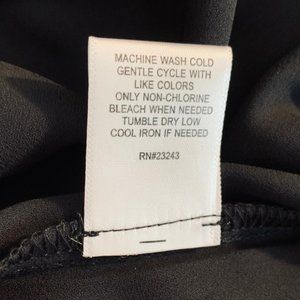 MACHINE WASH COLD
GENTLE CYCLE WITH
LIKE COLORS
ONLY NON-CHLORINE
BLEACH WHEN NEEDED
TUMBLE DRY LOW
COOL IRON IF NEEDED
RN#23243